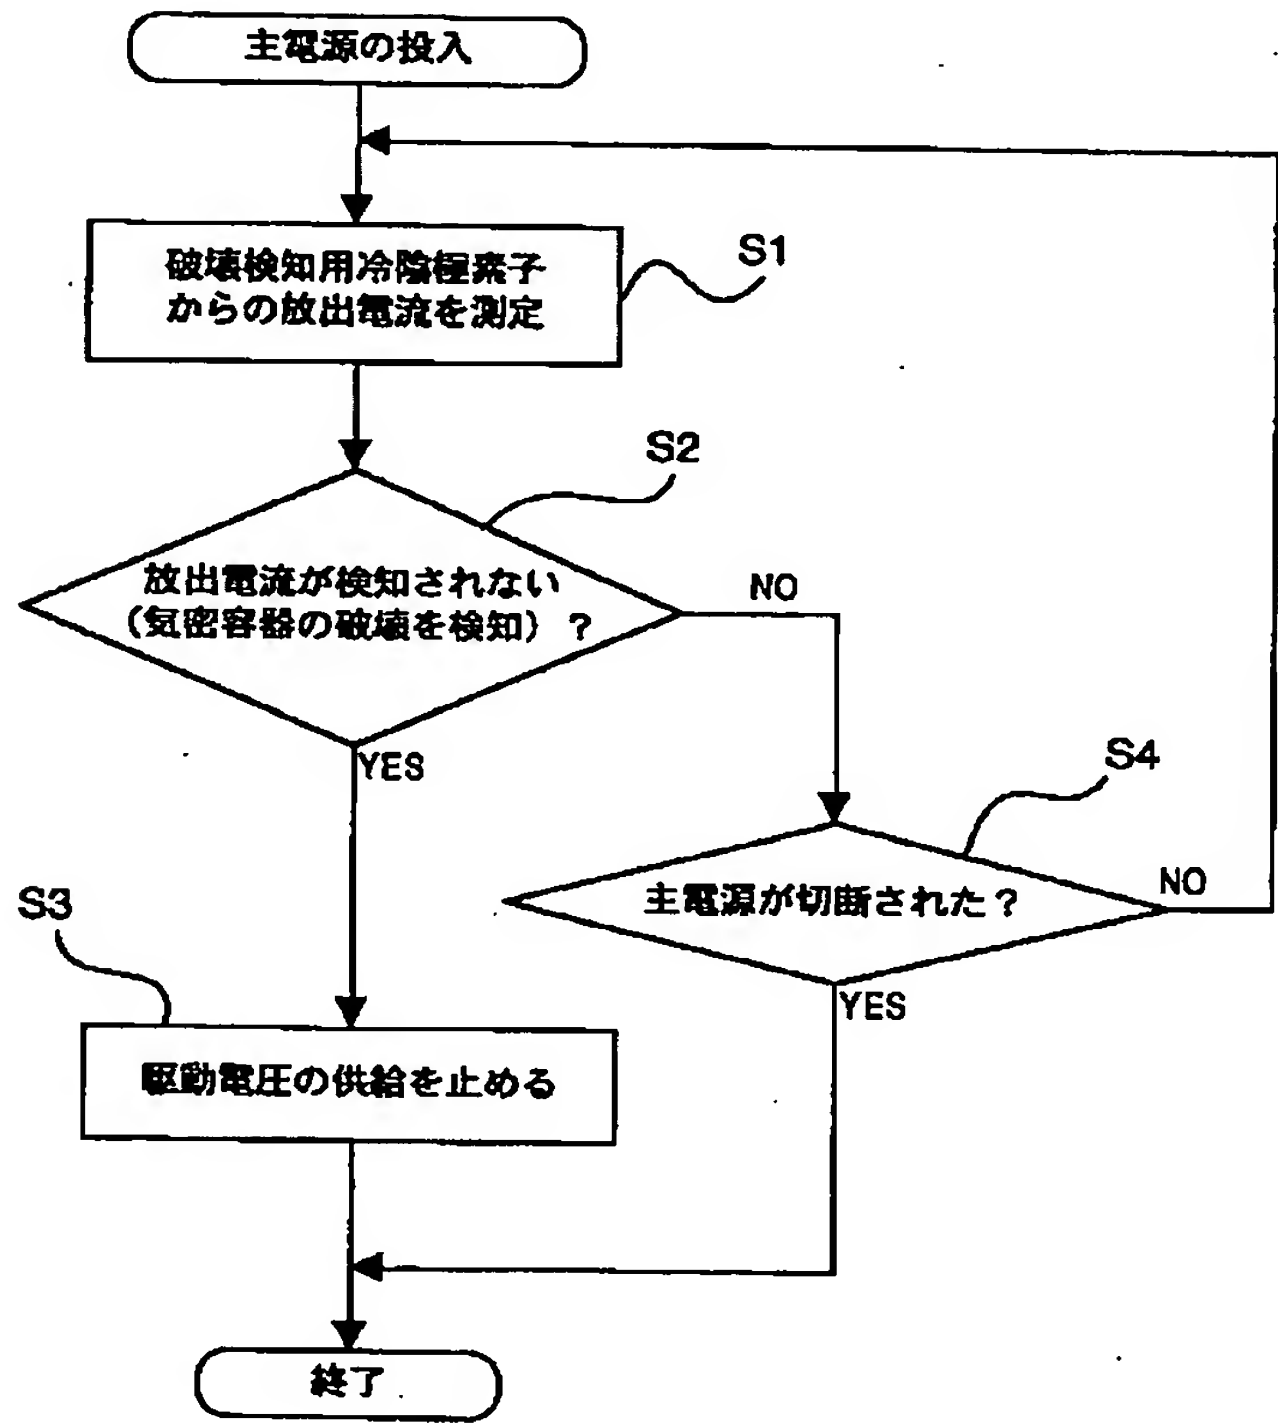 主電源の投入
破壊検知用冷陰極素子
からの放出電流を測定
S1
S2
放出電流が検知されない
（気密容器の破壊を検知）？
NO
YES
S4
主電源が切断された？
NO
YES
S3
駆動電圧の供給を止める
終了